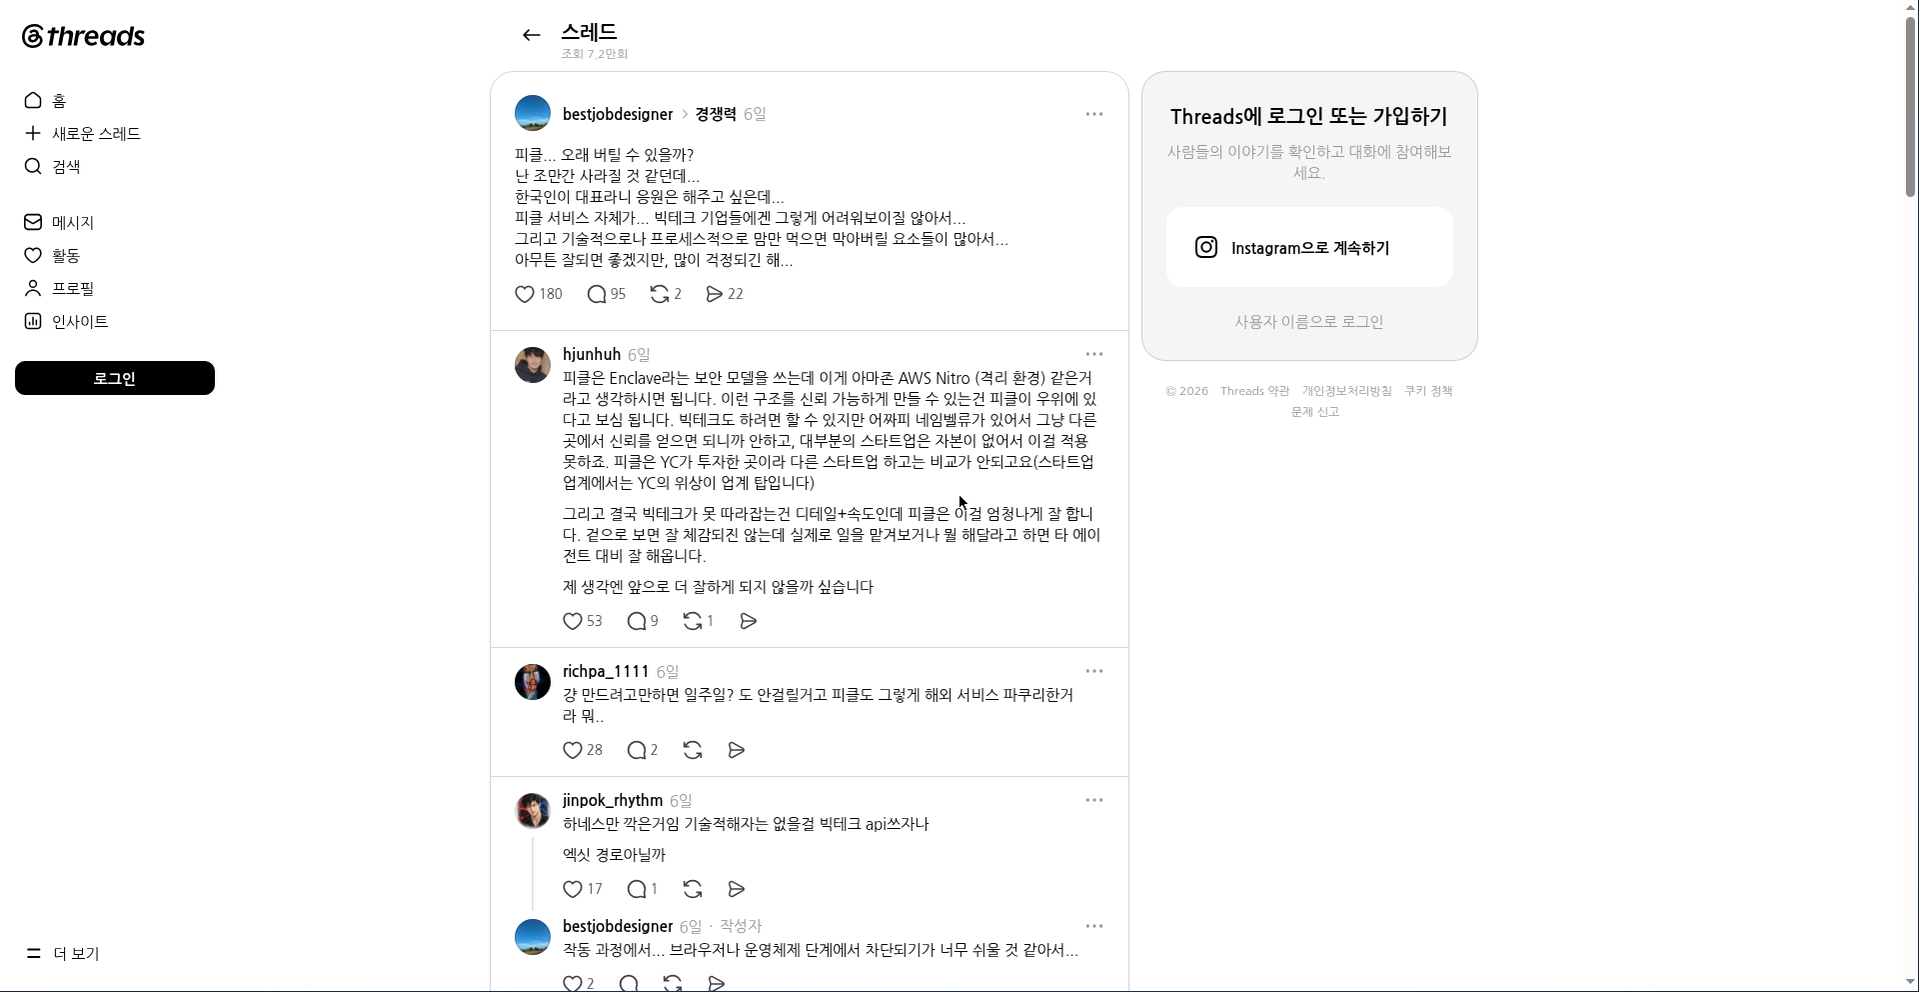 threads
홈
새로운 스레드
검색
메시지
활동
프로필
인사이트
로그인
더 보기
스레드
조회 7.2만회
bestjobdesigner > 경쟁력 6일
피클... 오래 버틸 수 있을까?
난 조만간 사라질 것 같던데...
한국인이 대표라니 응원은 해주고 싶은데...
피클 서비스 자체가... 빅테크 기업들에겐 그렇게 어려워보이질 않아서...
그리고 기술적으로나 프로세스적으로 맘만 먹으면 막아버릴 요소들이 많아서...
아무튼 잘되면 좋겠지만, 많이 걱정되긴 해...
180 95 2 22
hjunhuh 6일
피클은 Enclave라는 보안 모델을 쓰는데 이게 아마존 AWS Nitro (격리 환경) 같은거
라고 생각하시면 됩니다. 이런 구조를 신뢰 가능하게 만들 수 있는건 피클이 우위에 있
다고 보심 됩니다. 빅테크도 하려면 할 수 있지만 어짜피 네임벨류가 있어서 그냥 다른
곳에서 신뢰를 얻으면 되니까 안하고, 대부분의 스타트업은 자본이 없어서 이걸 적용
못하죠. 피클은 YC가 투자한 곳이라 다른 스타트업 하고는 비교가 안되고요(스타트업
업계에서는 YC의 위상이 업계 탑입니다)
그리고 결국 빅테크가 못 따라잡는건 디테일+속도인데 피클은 이걸 엄청나게 잘 합니
다. 겉으로 보면 잘 체감되진 않는데 실제로 일을 맡겨보거나 뭘 해달라고 하면 타 에이
전트 대비 잘 해옵니다.
제 생각엔 앞으로 더 잘하게 되지 않을까 싶습니다
53 9 1
richpa_1111 6일
걍 만드려고만하면 일주일? 도 안걸릴거고 피클도 그렇게 해외 서비스 파쿠리한거
라 뭐..
28 2
jinpok_rhythm 6일
하네스만 깍은거임 기술적해자는 없을걸 빅테크 api쓰자나
엑싯 경로아닐까
17 1
bestjobdesigner 6일 · 작성자
작동 과정에서... 브라우저나 운영체제 단계에서 차단되기가 너무 쉬울 것 같아서...
2
Threads에 로그인 또는 가입하기
사람들의 이야기를 확인하고 대화에 참여해보
세요.
Instagram으로 계속하기
사용자 이름으로 로그인
© 2026 Threads 약관 개인정보처리방침 쿠키 정책
문제 신고